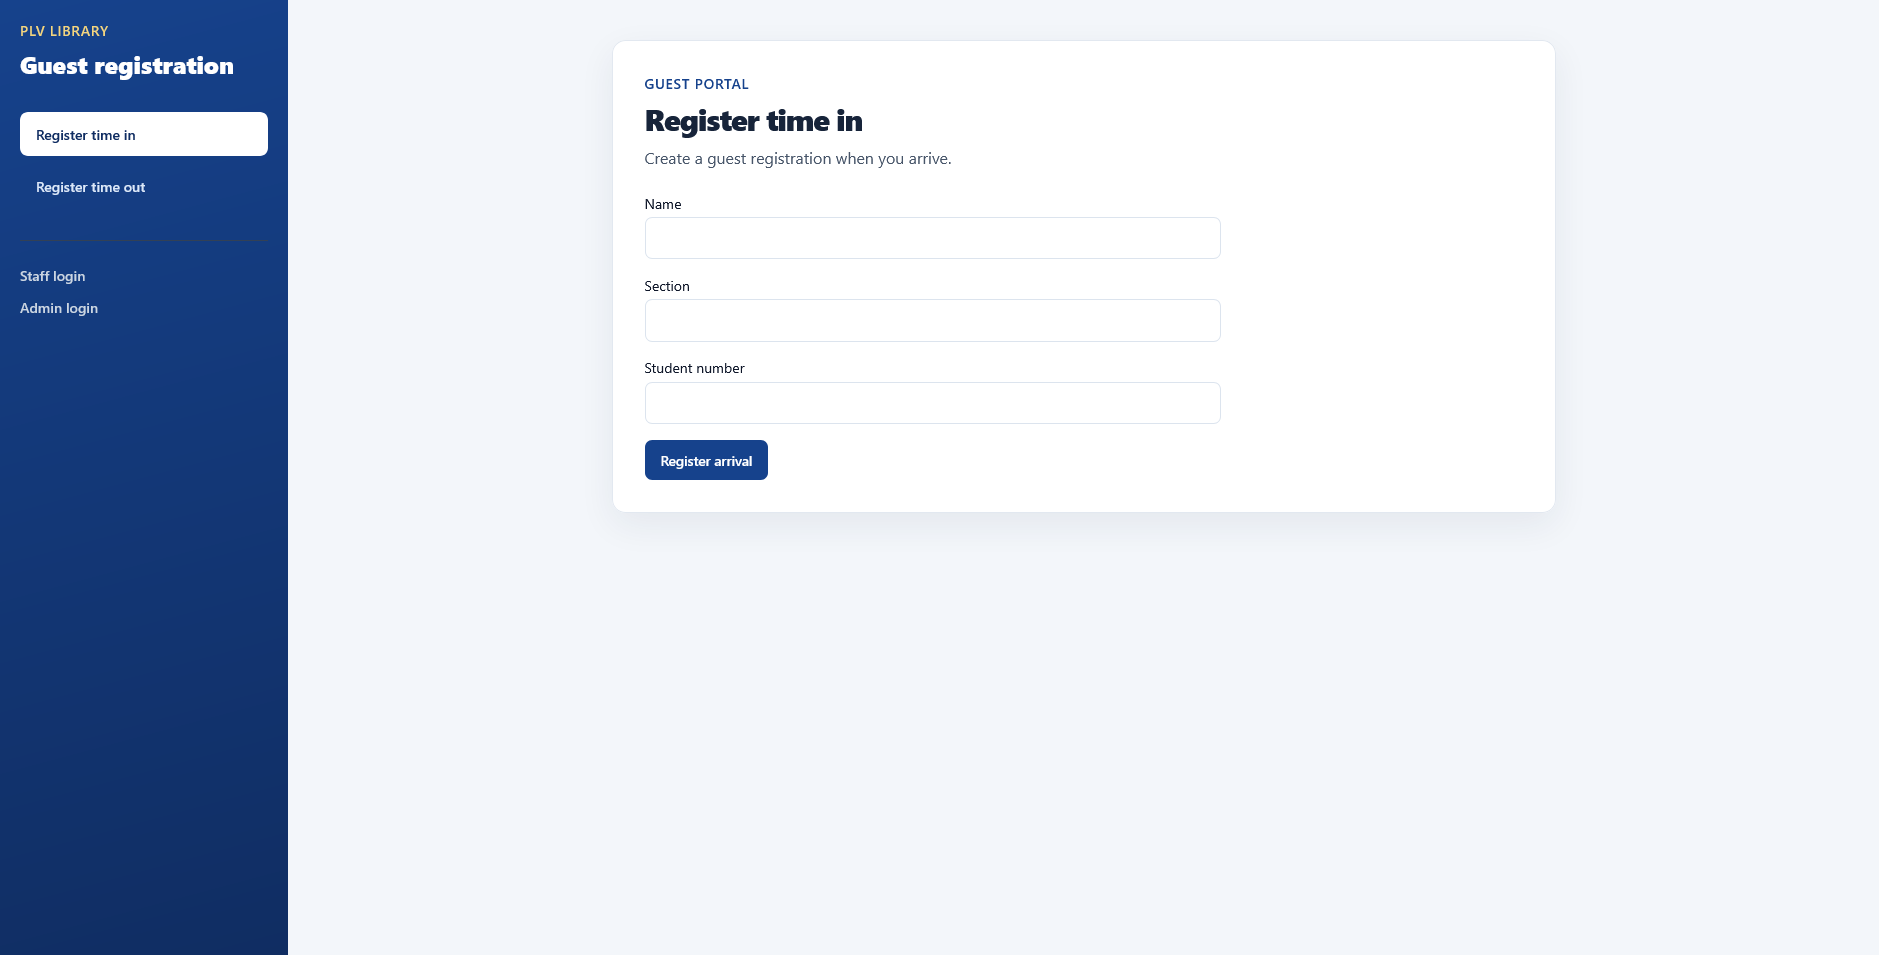 PLV LIBRARY
Guest registration
Register time in
Register time out
Staff login
Admin login
GUEST PORTAL
Register time in
Create a guest registration when you arrive.
Name
Section
Student number
Register arrival